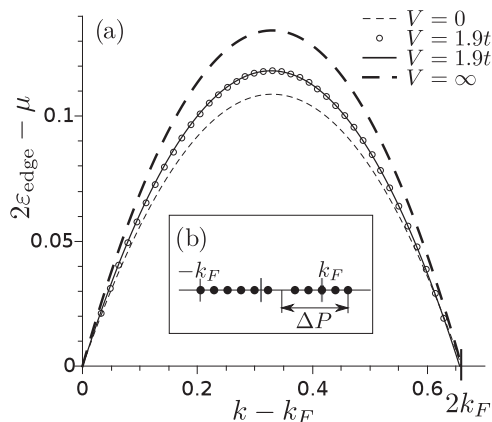 (a)
V = 0
V = 1.9t
V = 1.9t
V = ∞
2ε_edge − μ
0.1
0.05
0
(b)
−k_F
k_F
ΔP
0
0.2
0.4
0.6
2k_F
k − k_F